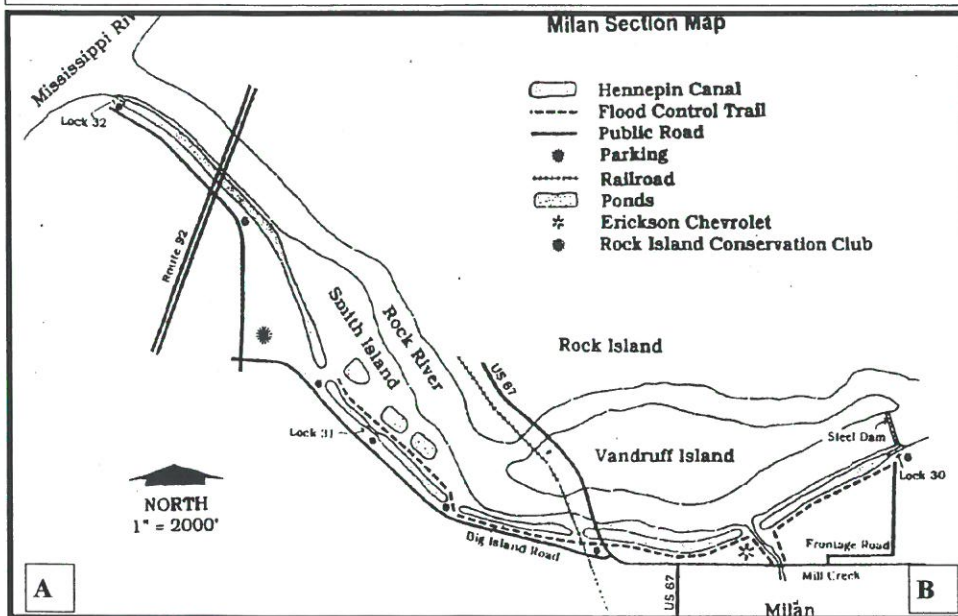 Milan Section Map
Mississippi Riv
Hennepin Canal
Flood Control Trail
Public Road
Parking
Railroad
Ponds
Erickson Chevrolet
Rock Island Conservation Club
Lock 32
Route 92
Smith Island
Rock River
US 67
Rock Island
Vandruff Island
Steel Dam
Lock 30
Lock 31
NORTH
1" = 2000'
Big Island Road
Frontage Road
Mill Creek
US 67
Milan
A
B